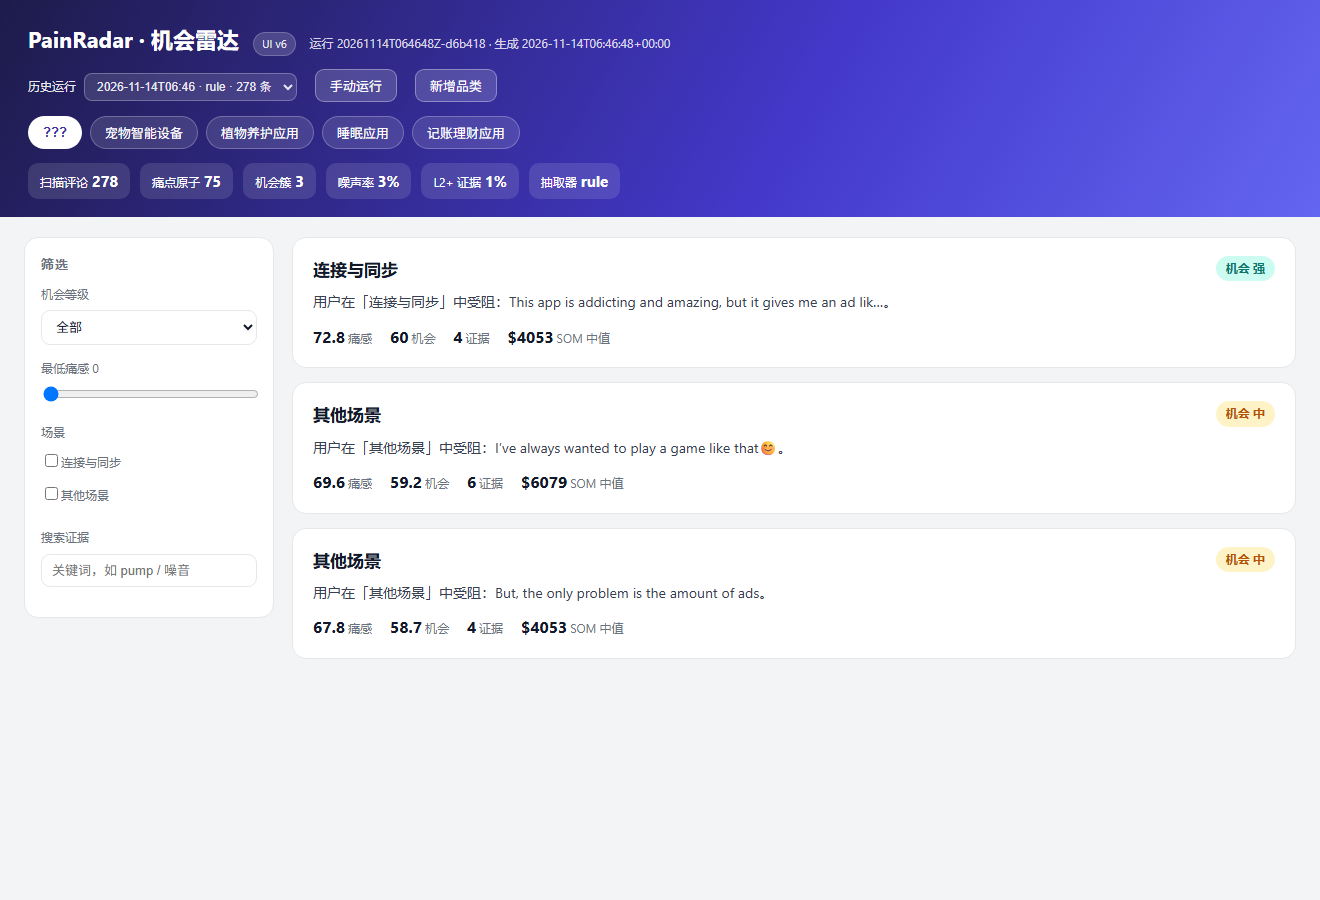 PainRadar · 机会雷达 UI v6 运行 20261114T064648Z-d6b418 · 生成 2026-11-14T06:46:48+00:00
历史运行 2026-11-14T06:46 · rule · 278 条 手动运行 新增品类
??? 宠物智能设备 植物养护应用 睡眠应用 记账理财应用
扫描评论 278 痛点原子 75 机会簇 3 噪声率 3% L2+ 证据 1% 抽取器 rule
筛选
机会等级
全部
最低痛感 0
场景
连接与同步
其他场景
搜索证据
关键词，如 pump / 噪音
连接与同步 机会 强
用户在「连接与同步」中受阻：This app is addicting and amazing, but it gives me an ad lik…。
72.8 痛感 60 机会 4 证据 $4053 SOM 中值
其他场景 机会 中
用户在「其他场景」中受阻：I’ve always wanted to play a game like that😊。
69.6 痛感 59.2 机会 6 证据 $6079 SOM 中值
其他场景 机会 中
用户在「其他场景」中受阻：But, the only problem is the amount of ads。
67.8 痛感 58.7 机会 4 证据 $4053 SOM 中值